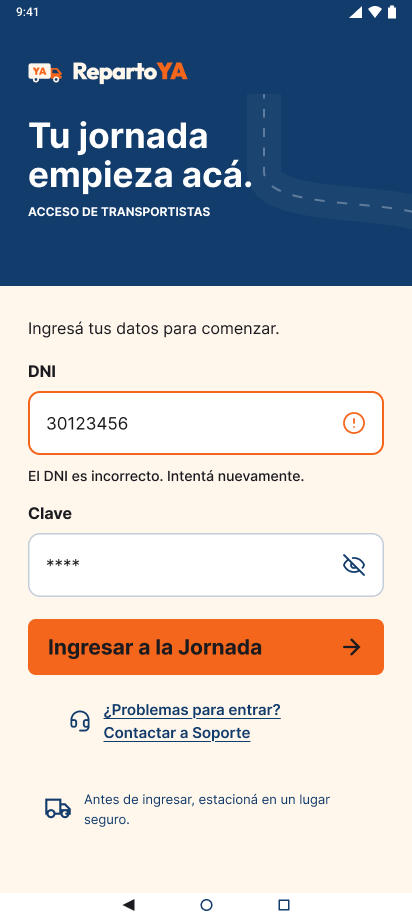 9:41
YA RepartoYA
Tu jornada
empieza acá.
ACCESO DE TRANSPORTISTAS
Ingresá tus datos para comenzar.
DNI
30123456
El DNI es incorrecto. Intentá nuevamente.
Clave
****
Ingresar a la Jornada
¿Problemas para entrar?
Contactar a Soporte
Antes de ingresar, estacioná en un lugar
seguro.